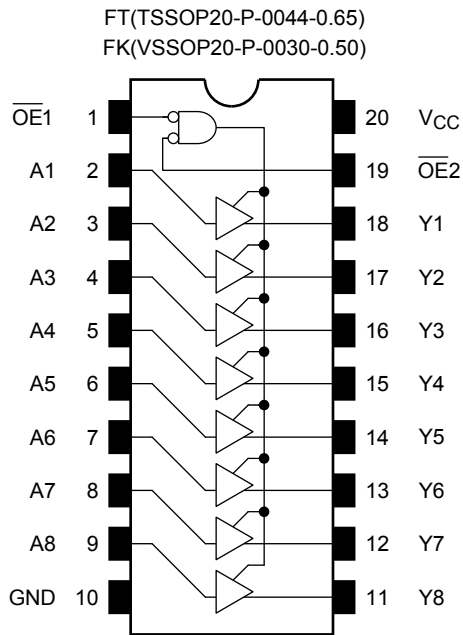 FT(TSSOP20-P-0044-0.65)
FK(VSSOP20-P-0030-0.50)
O̅E̅1 1 20 VCC
A1 2 19 O̅E̅2
A2 3 18 Y1
A3 4 17 Y2
A4 5 16 Y3
A5 6 15 Y4
A6 7 14 Y5
A7 8 13 Y6
A8 9 12 Y7
GND 10 11 Y8